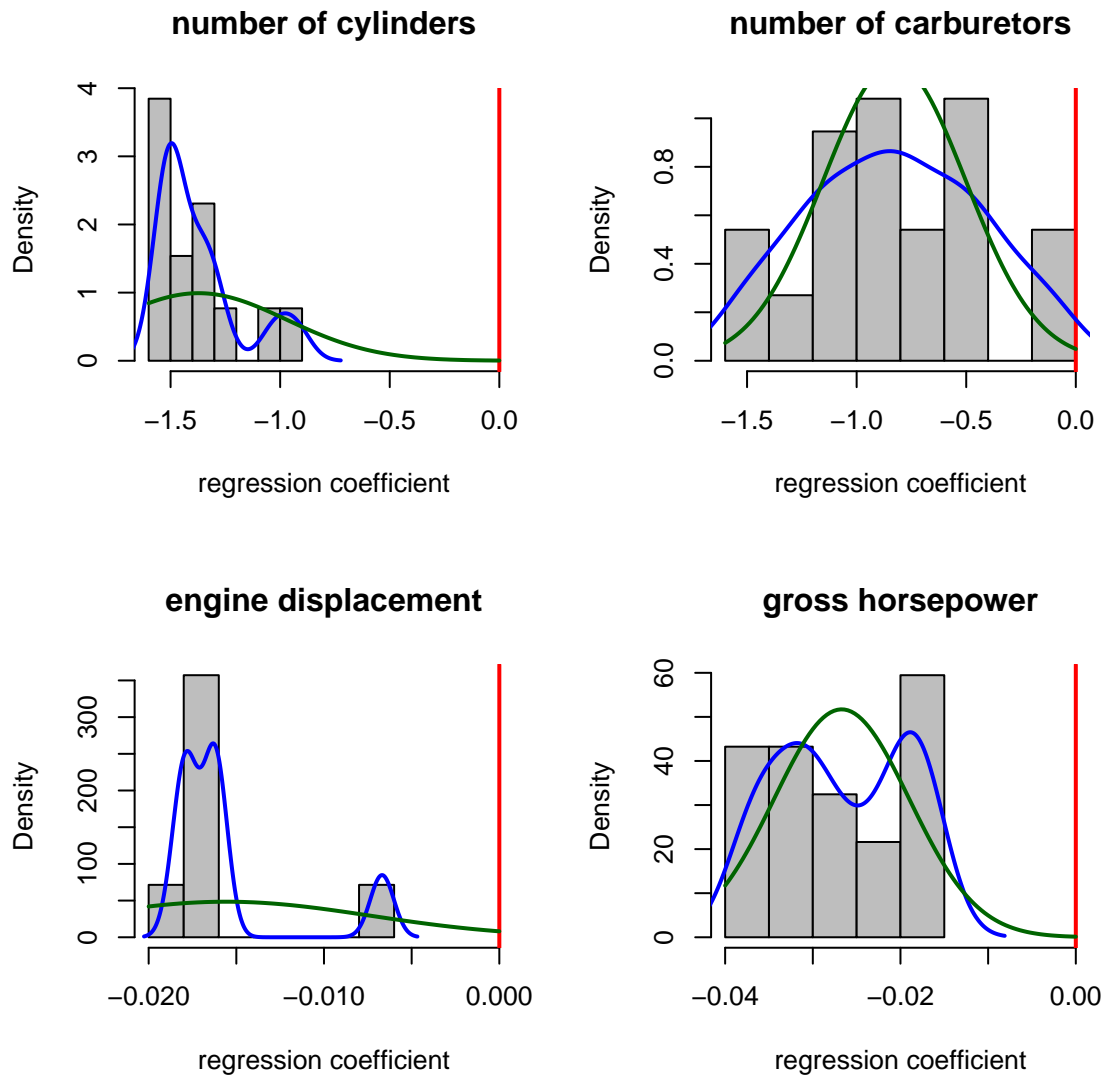 number of cylinders
Density
0 1 2 3 4
−1.5 −1.0 −0.5 0.0
regression coefficient
number of carburetors
Density
0.0 0.4 0.8
−1.5 −1.0 −0.5 0.0
regression coefficient
engine displacement
Density
0 100 200 300
−0.020 −0.010 0.000
regression coefficient
gross horsepower
Density
0 20 40 60
−0.04 −0.02 0.00
regression coefficient